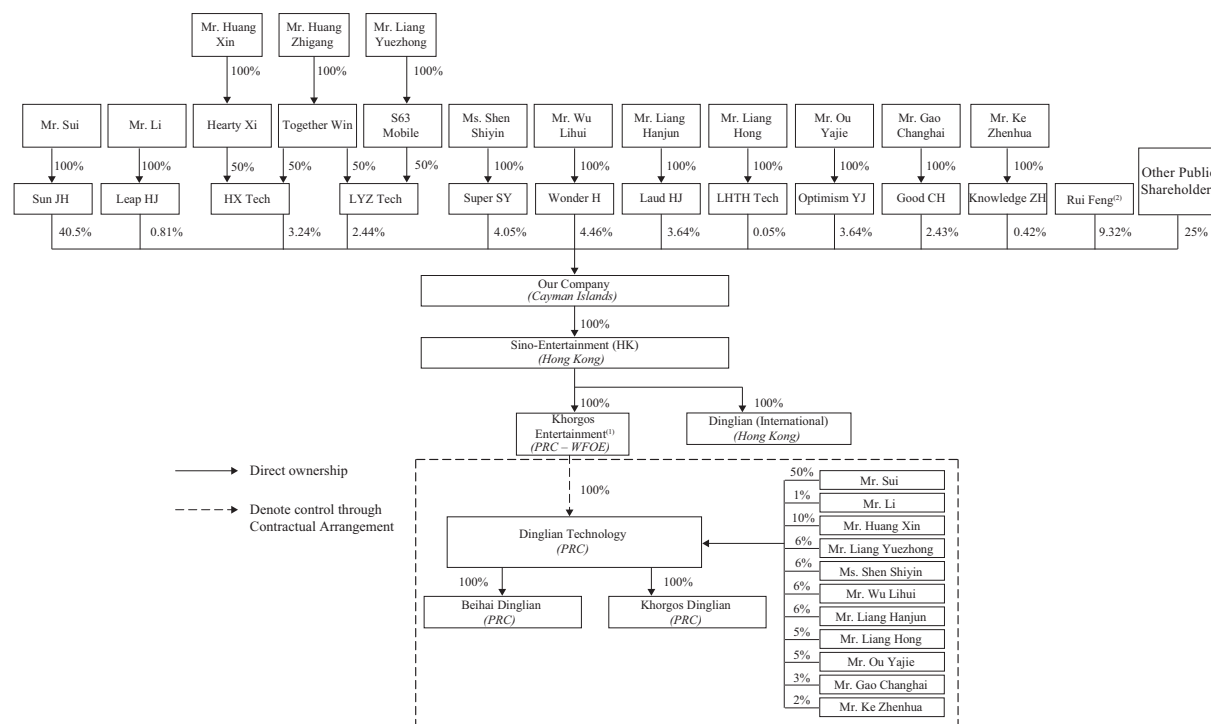 Mr. Huang
Xin
Mr. Huang
Zhigang
Mr. Liang
Yuezhong
100%
100%
100%
Mr. Sui
Mr. Li
Hearty Xi
Together Win
S63
Mobile
Ms. Shen
Shiyin
Mr. Wu
Lihui
Mr. Liang
Hanjun
Mr. Liang
Hong
Mr. Ou
Yajie
Mr. Gao
Changhai
Mr. Ke
Zhenhua
100%
100%
50%
50%
50%
50%
100%
100%
100%
100%
100%
100%
100%
Sun JH
Leap HJ
HX Tech
LYZ Tech
Super SY
Wonder H
Laud HJ
LHTH Tech
Optimism YJ
Good CH
Knowledge ZH
Rui Feng(2)
Other Public
Shareholders
40.5%
0.81%
3.24%
2.44%
4.05%
4.46%
3.64%
0.05%
3.64%
2.43%
0.42%
9.32%
25%
Our Company
(Cayman Islands)
100%
Sino-Entertainment (HK)
(Hong Kong)
100%
100%
Khorgos
Entertainment(1)
(PRC – WFOE)
Dinglian (International)
(Hong Kong)
Direct ownership
Denote control through
Contractual Arrangement
100%
Dinglian Technology
(PRC)
100%
100%
Beihai Dinglian
(PRC)
Khorgos Dinglian
(PRC)
50%
Mr. Sui
1%
Mr. Li
10%
Mr. Huang Xin
6%
Mr. Liang Yuezhong
6%
Ms. Shen Shiyin
6%
Mr. Wu Lihui
6%
Mr. Liang Hanjun
5%
Mr. Liang Hong
5%
Mr. Ou Yajie
3%
Mr. Gao Changhai
2%
Mr. Ke Zhenhua